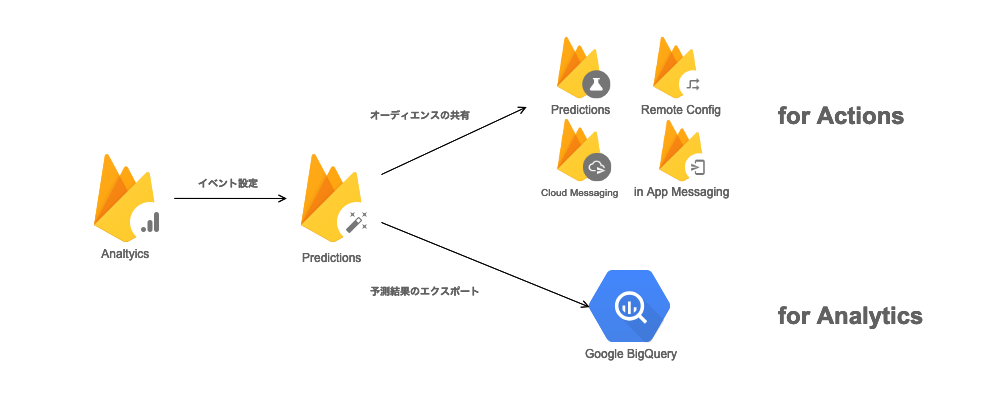 Analtyics
イベント設定
Predictions
オーディエンスの共有
Predictions
Remote Config
Cloud Messaging
in App Messaging
for Actions
予測結果のエクスポート
Google BigQuery
for Analytics